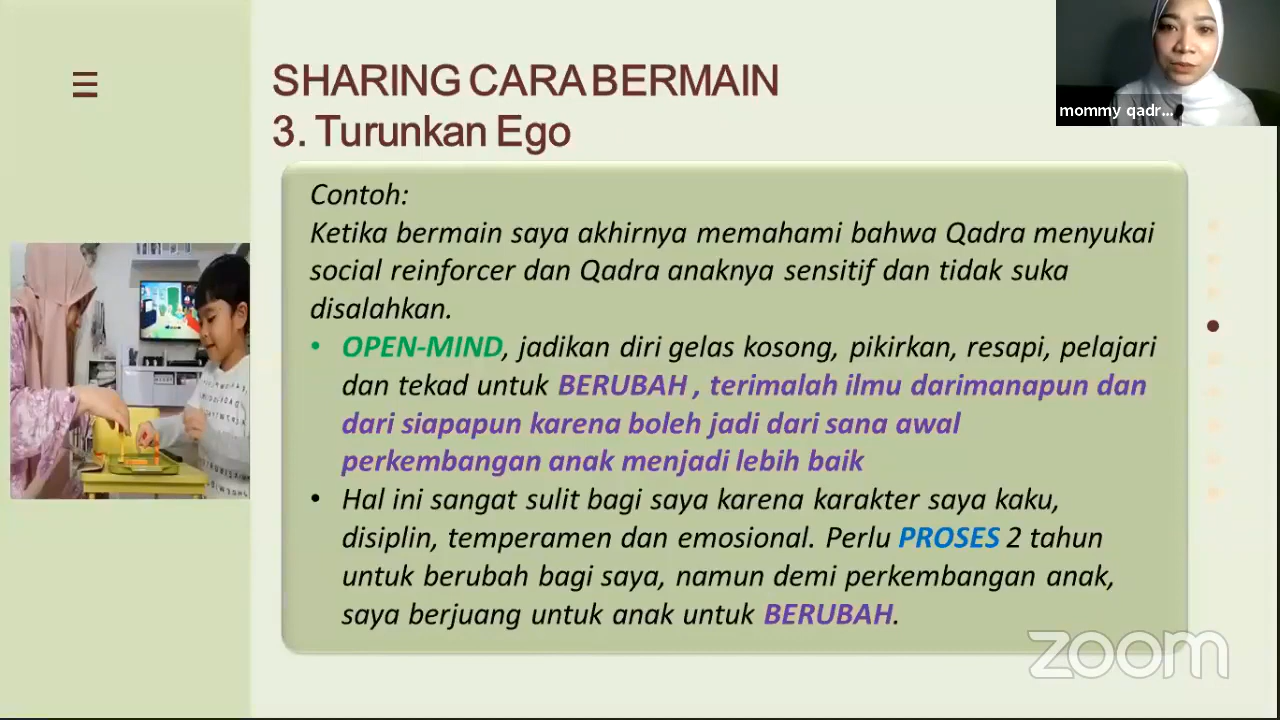 SHARING CARA BERMAIN
3. Turunkan Ego
mommy qadr...
Contoh:
Ketika bermain saya akhirnya memahami bahwa Qadra menyukai
social reinforcer dan Qadra anaknya sensitif dan tidak suka
disalahkan.
• OPEN-MIND, jadikan diri gelas kosong, pikirkan, resapi, pelajari
dan tekad untuk BERUBAH , terimalah ilmu darimanapun dan
dari siapapun karena boleh jadi dari sana awal
perkembangan anak menjadi lebih baik
• Hal ini sangat sulit bagi saya karena karakter saya kaku,
disiplin, temperamen dan emosional. Perlu PROSES 2 tahun
untuk berubah bagi saya, namun demi perkembangan anak,
saya berjuang untuk anak untuk BERUBAH.
zoom